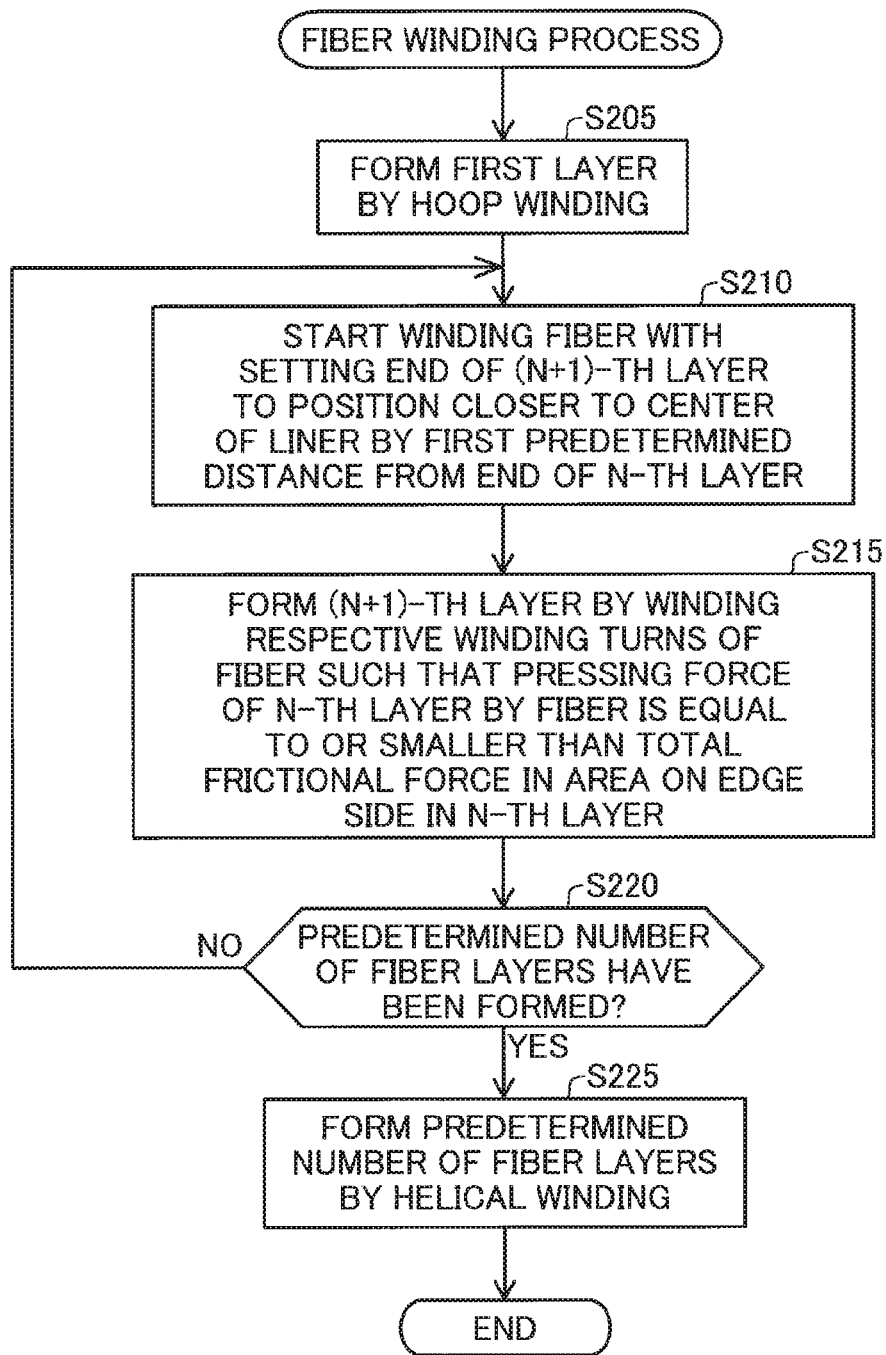 FIBER WINDING PROCESS
S205
FORM FIRST LAYER
BY HOOP WINDING
S210
START WINDING FIBER WITH
SETTING END OF (N+1)-TH LAYER
TO POSITION CLOSER TO CENTER
OF LINER BY FIRST PREDETERMINED
DISTANCE FROM END OF N-TH LAYER
S215
FORM (N+1)-TH LAYER BY WINDING
RESPECTIVE WINDING TURNS OF
FIBER SUCH THAT PRESSING FORCE
OF N-TH LAYER BY FIBER IS EQUAL
TO OR SMALLER THAN TOTAL
FRICTIONAL FORCE IN AREA ON EDGE
SIDE IN N-TH LAYER
S220
NO
PREDETERMINED NUMBER
OF FIBER LAYERS HAVE
BEEN FORMED?
YES
S225
FORM PREDETERMINED
NUMBER OF FIBER LAYERS
BY HELICAL WINDING
END